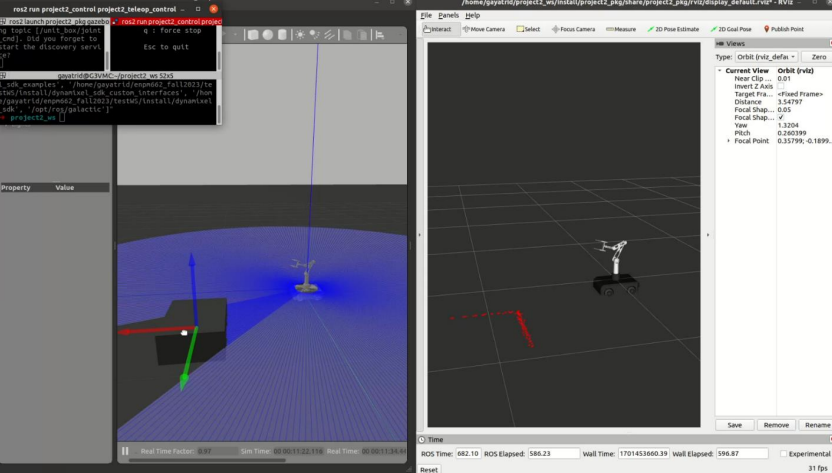 ros2 run project2_control project2_teleop_control
ros2 launch project2_pkg gazebo
ros2 run project2_control project
ng topic [/unit_box/joint
_cmd]. Did you forget to
start the discovery servi
ce?
q : force stop
Esc to quit
gayatrid@G3VMC:~/project2_ws 52x5
l_sdk_examples', '/home/gayatrid/enpm662_fall2023/te
stWS/install/dynamixel_sdk_custom_interfaces', '/hom
e/gayatrid/enpm662_fall2023/testWS/install/dynamixel
_sdk', '/opt/ros/galactic']"
project2_ws
Property Value
Real Time Factor: 0.97 Sim Time: 00 00:11:22.116 Real Time: 00 00:11:34.44
/home/gayatrid/project2_ws/install/project2_pkg/share/project2_pkg/rviz/display_default.rviz* - RViz
File Panels Help
Interact Move Camera Select Focus Camera Measure 2D Pose Estimate 2D Goal Pose Publish Point
Views
Type: Orbit (rviz_defau Zero
Current View Orbit (rviz)
Near Clip ... 0.01
Invert Z Axis
Target Fra... <Fixed Frame>
Distance 3.54797
Focal Shap... 0.05
Focal Shap... ✓
Yaw 1.3204
Pitch 0.260399
Focal Point 0.35799; -0.1899...
Save Remove Rename
Time
ROS Time: 682.10 ROS Elapsed: 586.23 Wall Time: 1701453660.39 Wall Elapsed: 596.87 Experimental
Reset 31 fps